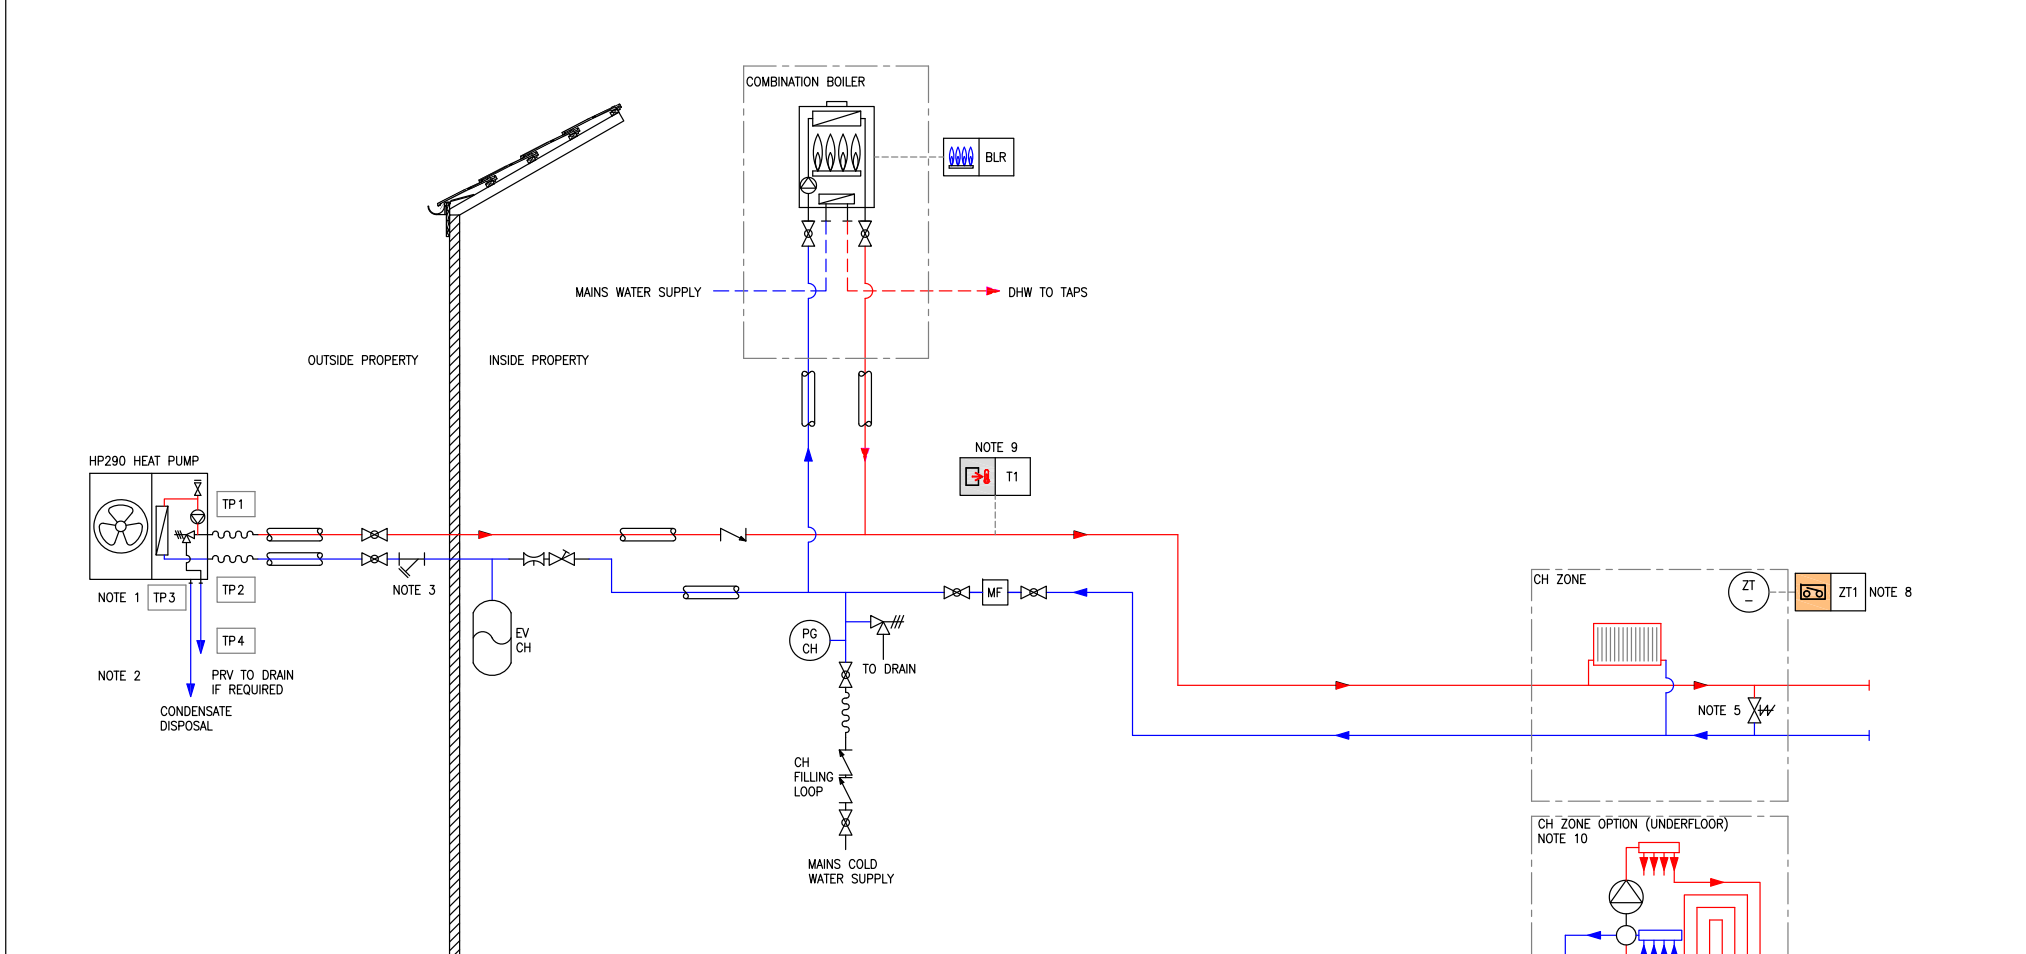 COMBINATION BOILER
BLR
MAINS WATER SUPPLY
DHW TO TAPS
OUTSIDE PROPERTY
INSIDE PROPERTY
NOTE 9
T1
HP290 HEAT PUMP
TP1
TP2
NOTE 1
TP3
NOTE 3
TP4
NOTE 2
PRV TO DRAIN
IF REQUIRED
CONDENSATE
DISPOSAL
EV
CH
PG
CH
TO DRAIN
MF
CH
FILLING
LOOP
MAINS COLD
WATER SUPPLY
CH ZONE
ZT
–
ZT1
NOTE 8
NOTE 5
CH ZONE OPTION (UNDERFLOOR)
NOTE 10